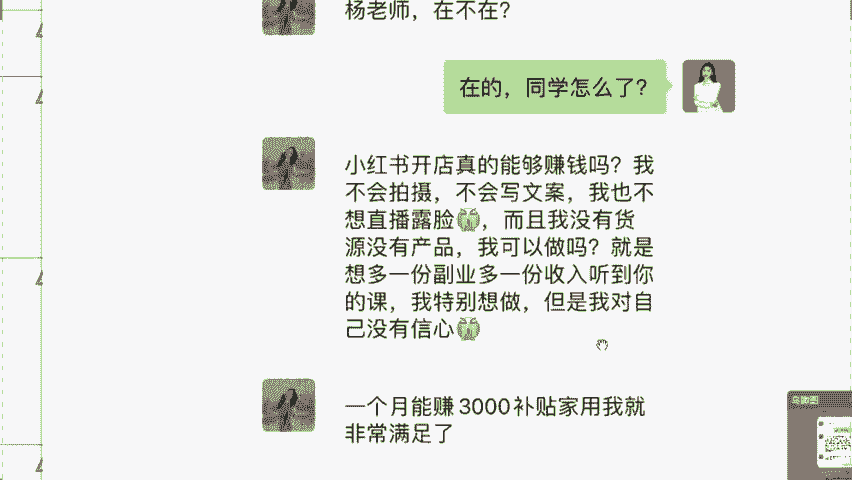 杨老师，在不在？
在的，同学怎么了？
小红书开店真的能够赚钱吗？我
不会拍摄，不会写文案，我也不
想直播露脸，而且我没有货
源没有产品，我可以做吗？就是
想多一份副业多一份收入听到你
的课，我特别想做，但是我对自
己没有信心
一个月能赚3000补贴家用我就
非常满足了